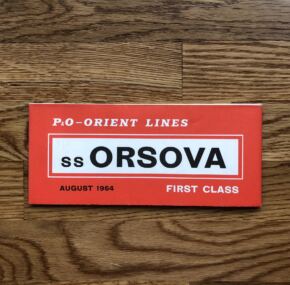 P&O-ORIENT LINES
SS ORSOVA
AUGUST 1964 FIRST CLASS